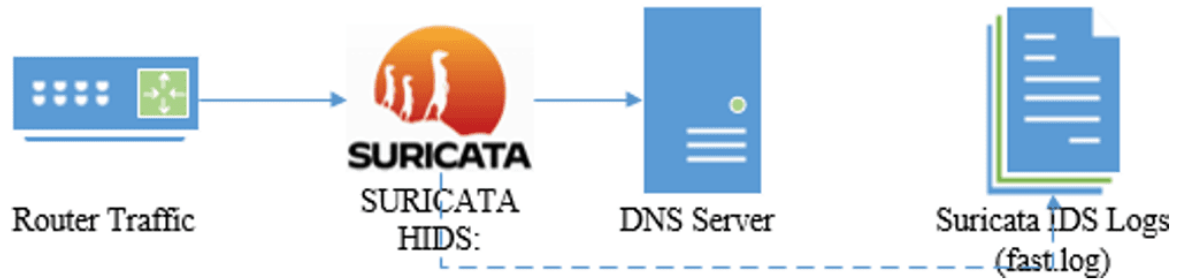 SURICATA
Router Traffic
SURICATA
HIDS:
DNS Server
Suricata IDS Logs
(fast.log)